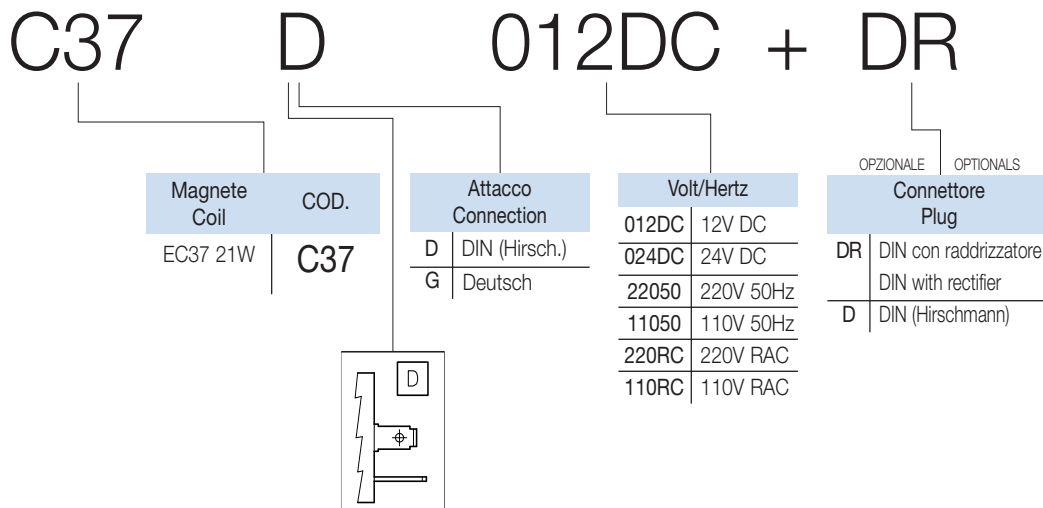 C37 D 012DC + DR
OPZIONALE OPTIONALS
Magnete
Coil
COD.
EC37 21W C37
Attacco
Connection
D DIN (Hirsch.)
G Deutsch
D
Volt/Hertz
012DC 12V DC
024DC 24V DC
22050 220V 50Hz
11050 110V 50Hz
220RC 220V RAC
110RC 110V RAC
Connettore
Plug
DR DIN con raddrizzatore
DIN with rectifier
D DIN (Hirschmann)